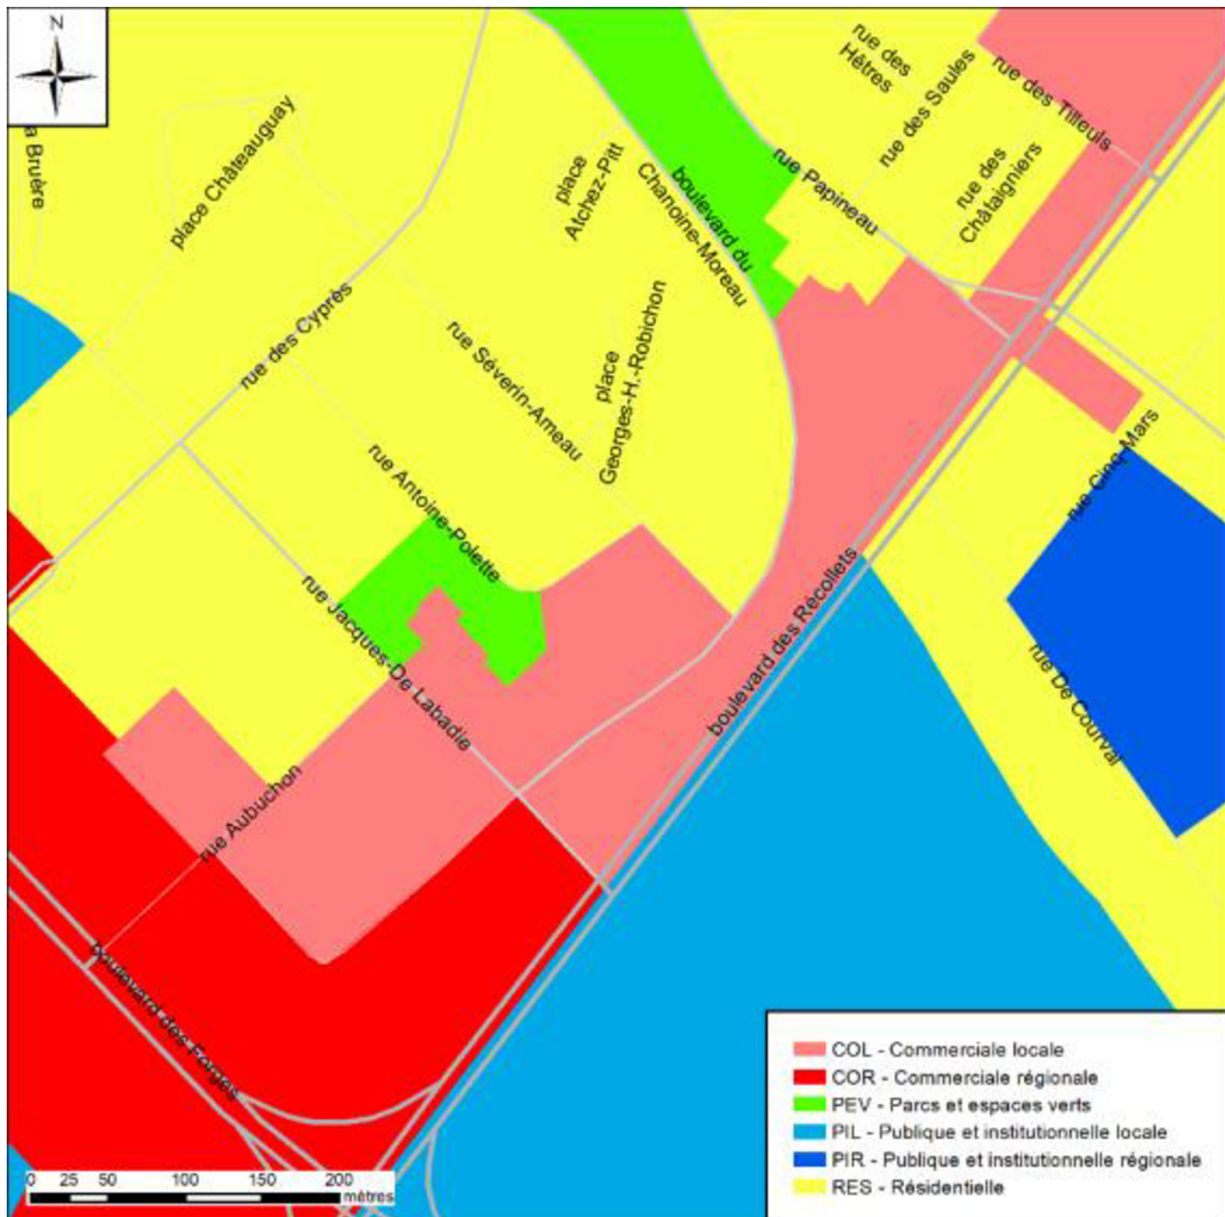 N
rue des
Hêtres
rue des Saules
rue des Tilleuls
a Bruère
place Châteauguay
place
Atchez-Pitt
boulevard du
Chanoine-Moreau
rue Papineau
rue des
Châtaigniers
rue des Cyprès
rue Séverin-Ameau
place
Georges-H.-Robichon
rue Antoine-Polette
rue Cinq-Mars
rue Jacques-De Labadie
boulevard des Récollets
rue De Courval
rue Aubuchon
boulevard des Forges
COL - Commerciale locale
COR - Commerciale régionale
PEV - Parcs et espaces verts
PIL - Publique et institutionnelle locale
PIR - Publique et institutionnelle régionale
RES - Résidentielle
0 25 50 100 150 200
mètres